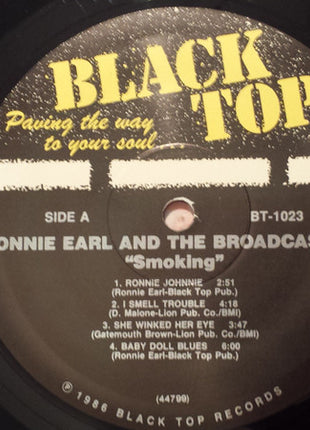 BLACK
TOP
Paving the way
to your soul
SIDE A
BT-1023
ONNIE EARL AND THE BROADCAS
"Smoking"
1. RONNIE JOHNNIE 2:51
(Ronnie Earl-Black Top Pub.)
2. I SMELL TROUBLE 4:18
(D. Malone-Lion Pub. Co./BMI)
3. SHE WINKED HER EYE 3:47
(Gatemouth Brown-Lion Pub. Co/BMI)
4. BABY DOLL BLUES 6:00
(Ronnie Earl-Black Top Pub.)
(44799)
℗ 1986 BLACK TOP RECORDS